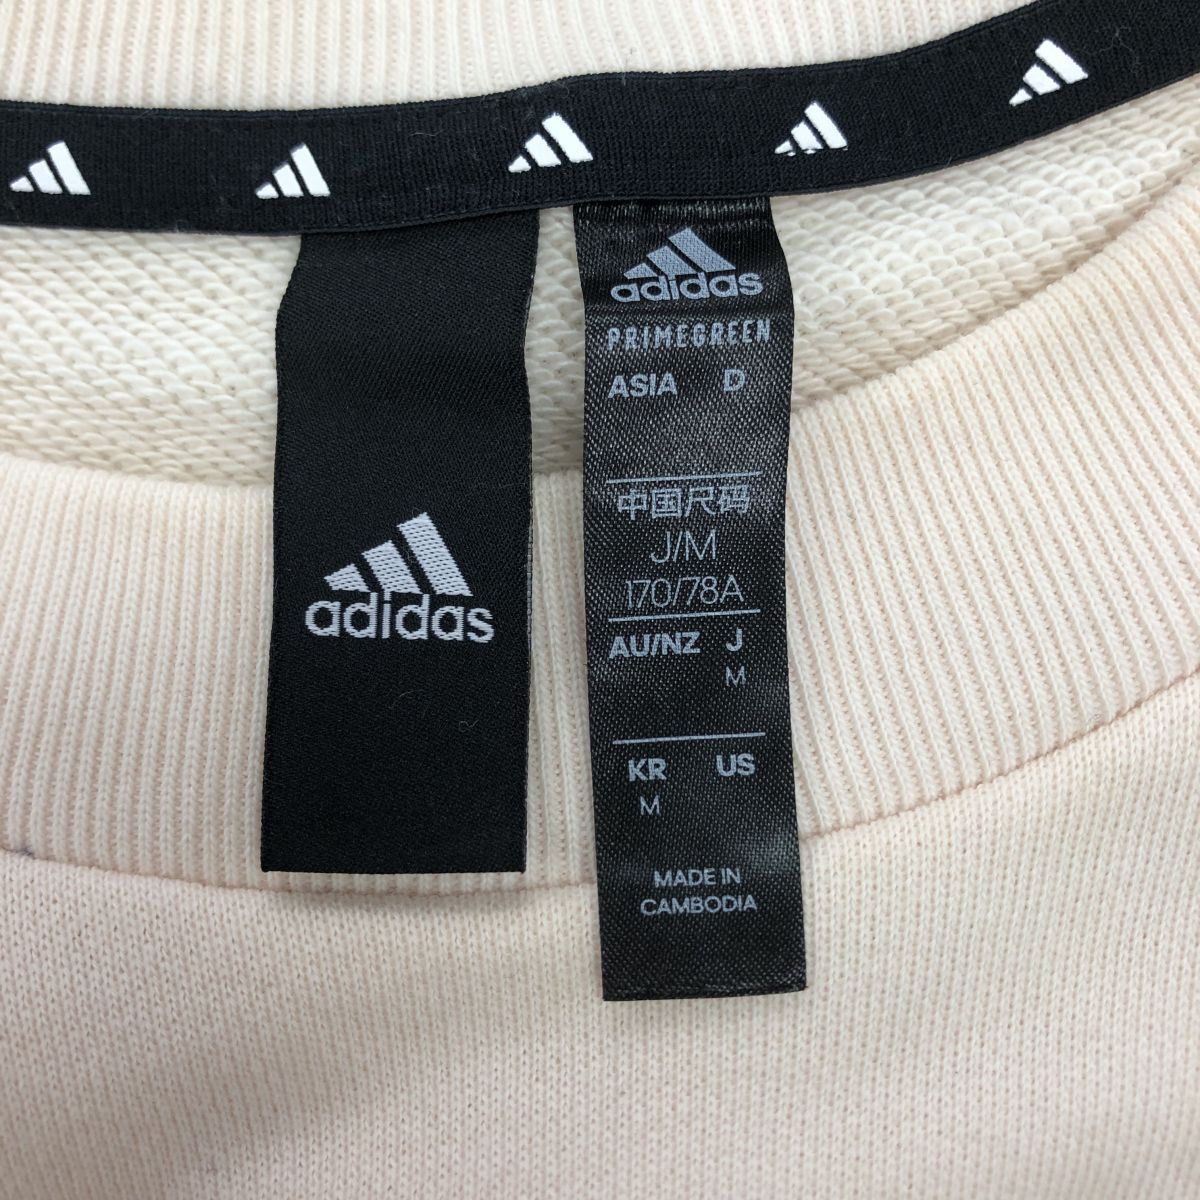 adidas
adidas
PRIMEGREEN
ASIA D
中国尺码
J/M
170/78A
AU/NZ J
M
KR US
M
MADE IN
CAMBODIA